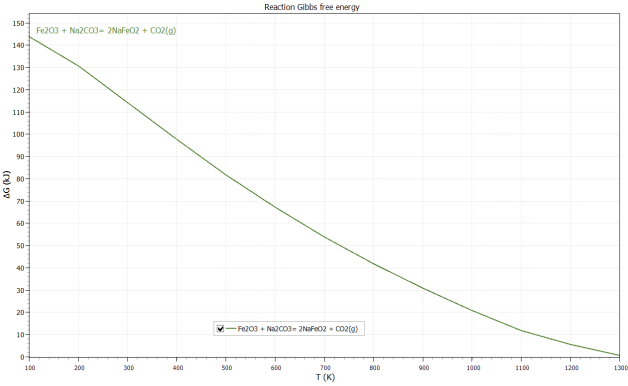 Reaction Gibbs free energy
Fe2O3 + Na2CO3= 2NaFeO2 + CO2(g)
150
140
130
120
110
100
90
80
70
60
50
40
30
20
10
0
ΔG (kJ)
Fe2O3 + Na2CO3= 2NaFeO2 + CO2(g)
100 200 300 400 500 600 700 800 900 1000 1100 1200 1300
T (K)